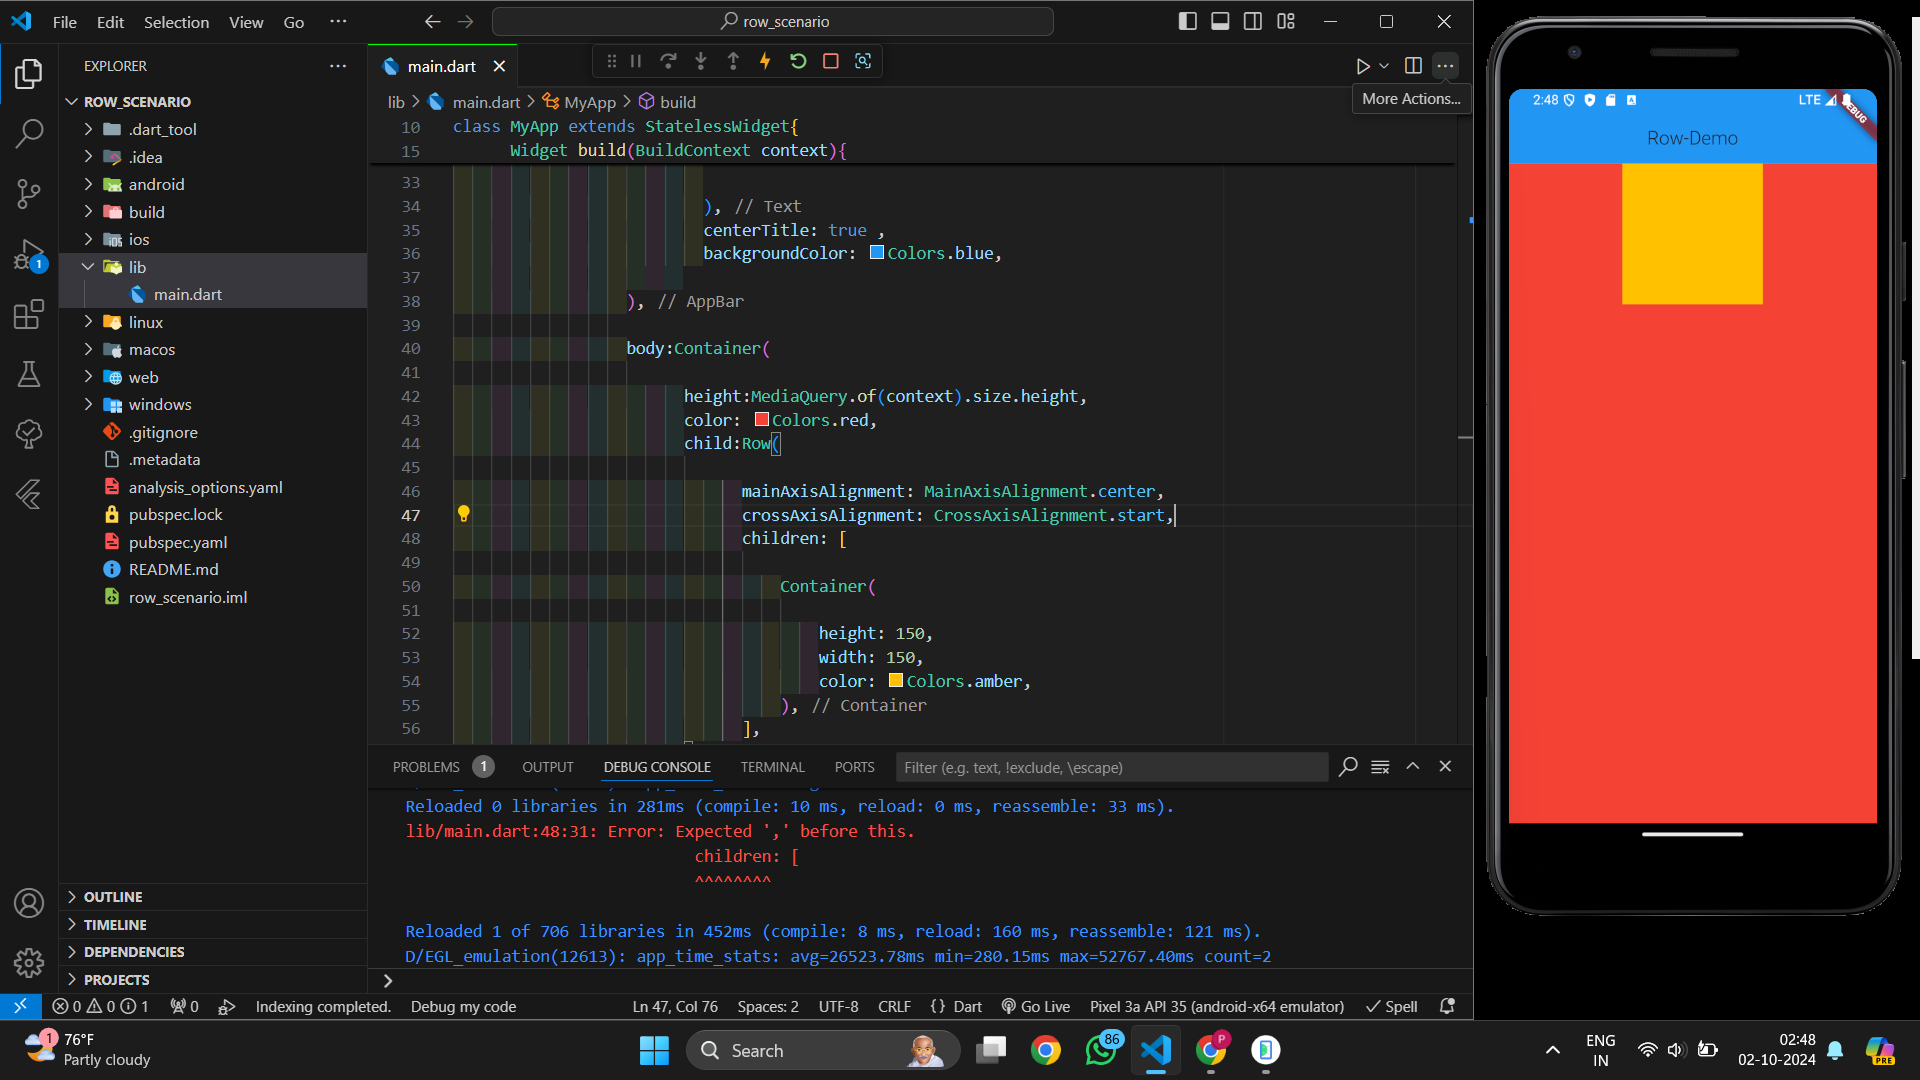 File Edit Selection View Go ···
row_scenario
EXPLORER
ROW_SCENARIO
.dart_tool
.idea
android
build
ios
lib
main.dart
linux
macos
web
windows
.gitignore
.metadata
analysis_options.yaml
pubspec.lock
pubspec.yaml
README.md
row_scenario.iml
OUTLINE
TIMELINE
DEPENDENCIES
PROJECTS
1
main.dart
More Actions...
lib > main.dart > MyApp > build
10 class MyApp extends StatelessWidget{
15 Widget build(BuildContext context){
33
34 ), // Text
35 centerTitle: true ,
36 backgroundColor: Colors.blue,
37
38 ), // AppBar
39
40 body:Container(
41
42 height:MediaQuery.of(context).size.height,
43 color: Colors.red,
44 child:Row(
45
46 mainAxisAlignment: MainAxisAlignment.center,
47 crossAxisAlignment: CrossAxisAlignment.start,
48 children: [
49
50 Container(
51
52 height: 150,
53 width: 150,
54 color: Colors.amber,
55 ), // Container
56 ],
PROBLEMS 1 OUTPUT DEBUG CONSOLE TERMINAL PORTS Filter (e.g. text, !exclude, \escape)
Reloaded 0 libraries in 281ms (compile: 10 ms, reload: 0 ms, reassemble: 33 ms).
lib/main.dart:48:31: Error: Expected ',' before this.
children: [
^^^^^^^^
Reloaded 1 of 706 libraries in 452ms (compile: 8 ms, reload: 160 ms, reassemble: 121 ms).
D/EGL_emulation(12613): app_time_stats: avg=26523.78ms min=280.15ms max=52767.40ms count=2
>
0 0 1 0 Indexing completed. Debug my code Ln 47, Col 76 Spaces: 2 UTF-8 CRLF {} Dart Go Live Pixel 3a API 35 (android-x64 emulator) Spell
2:48 LTE
DEBUG
Row-Demo
1
76°F
Partly cloudy
Search
86
P
ENG
IN
02:48
02-10-2024
PRE